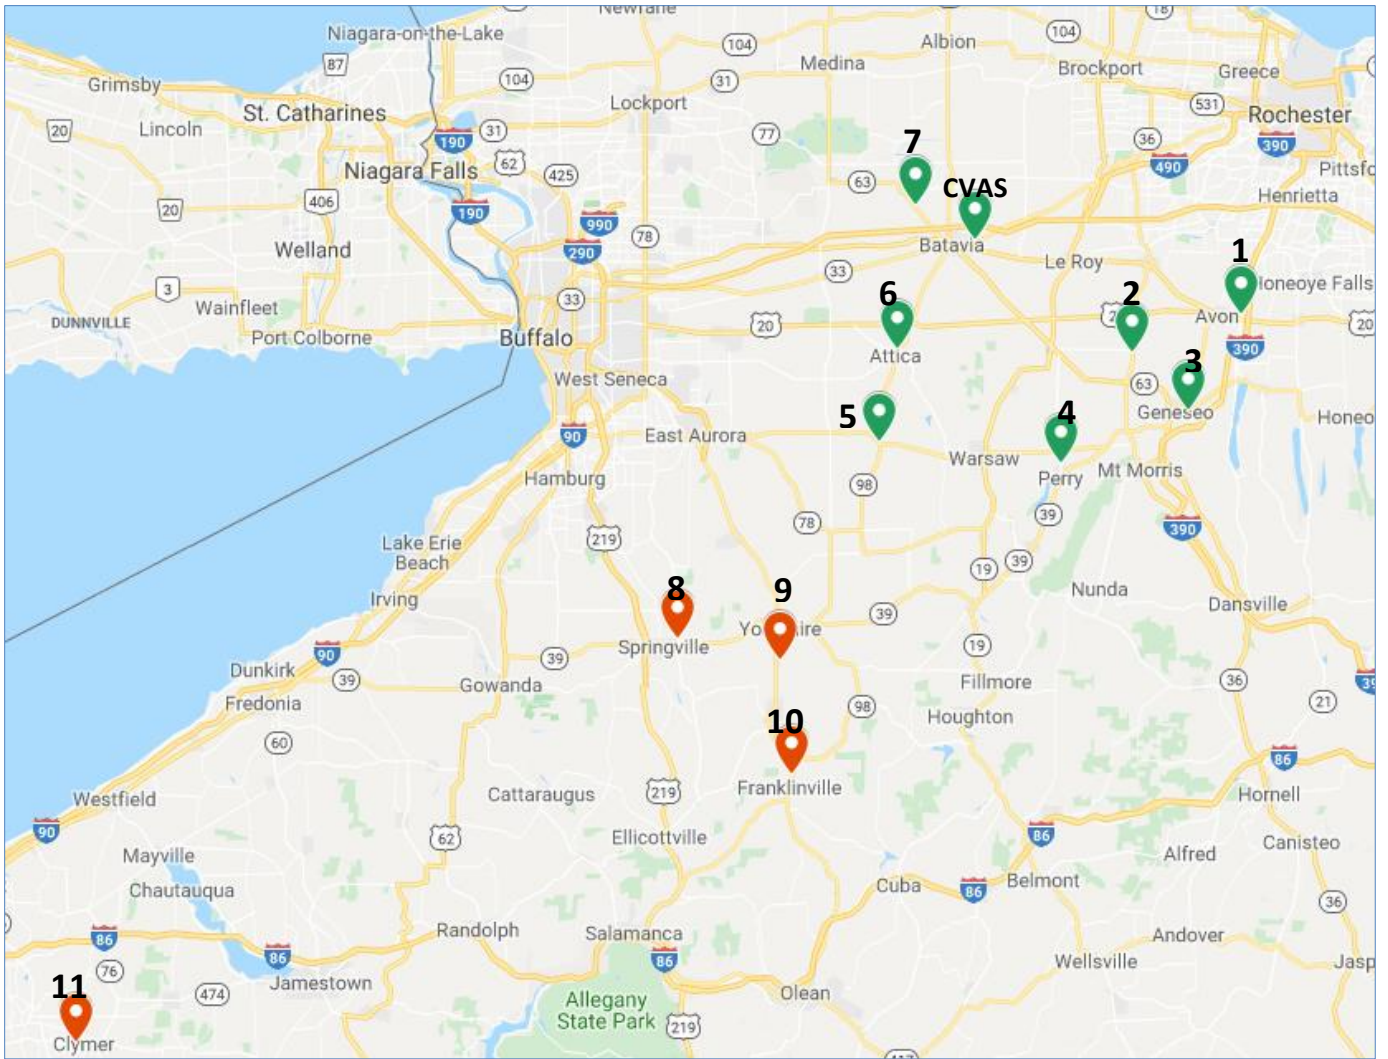 Newfane
Niagara-on-the-Lake
18
104
104
Albion
87
Medina
Brockport
Greece
Grimsby
104
31
Lockport
531
St. Catharines
Rochester
20
Lincoln
190
31
77
36
390
7
62
490
Niagara Falls
425
63
CVAS
Henrietta
406
20
190
990
78
Batavia
Welland
290
1
33
Le Roy
Honeoye Falls
3
33
6
2
Wainfleet
20
Avon
20
DUNNVILLE
Port Colborne
Buffalo
Attica
390
3
West Seneca
63
5
4
Geneseo
90
East Aurora
Warsaw
Mt Morris
Hamburg
98
Perry
39
78
390
219
Lake Erie
Beach
19
39
8
9
Nunda
Irving
39
Dansville
Springville
19
90
39
Dunkirk
39
Gowanda
Fillmore
36
Fredonia
98
21
10
Houghton
60
86
Franklinville
219
Westfield
Cattaraugus
Hornell
90
62
Ellicottville
86
Canisteo
Mayville
Alfred
Chautauqua
Cuba
86
Belmont
36
Randolph
Salamanca
86
Andover
86
86
Wellsville
76
Jamestown
11
474
Olean
Allegany
State Park
219
Clymer